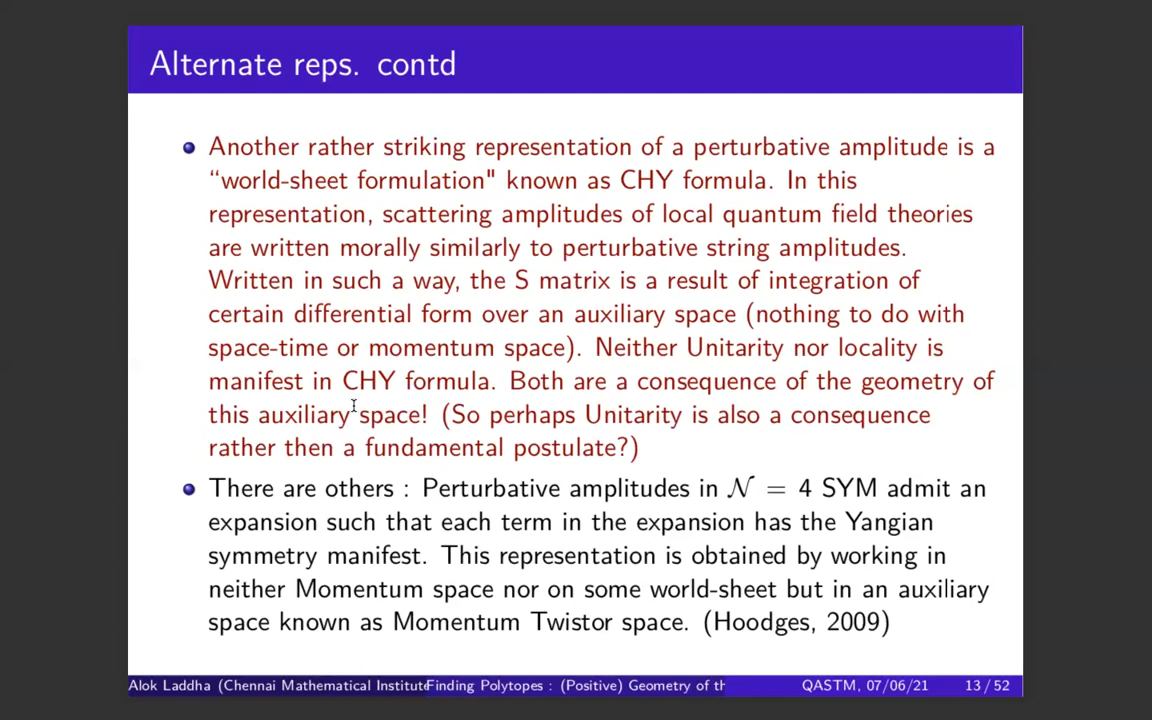 Alternate reps. contd
Another rather striking representation of a perturbative amplitude is a
“world-sheet formulation" known as CHY formula. In this
representation, scattering amplitudes of local quantum field theories
are written morally similarly to perturbative string amplitudes.
Written in such a way, the S matrix is a result of integration of
certain differential form over an auxiliary space (nothing to do with
space-time or momentum space). Neither Unitarity nor locality is
manifest in CHY formula. Both are a consequence of the geometry of
this auxiliary space! (So perhaps Unitarity is also a consequence
rather then a fundamental postulate?)
There are others : Perturbative amplitudes in 𝒩 = 4 SYM admit an
expansion such that each term in the expansion has the Yangian
symmetry manifest. This representation is obtained by working in
neither Momentum space nor on some world-sheet but in an auxiliary
space known as Momentum Twistor space. (Hoodges, 2009)
Alok Laddha (Chennai Mathematical Institute Finding Polytopes : (Positive) Geometry of th QASTM, 07/06/21 13 / 52